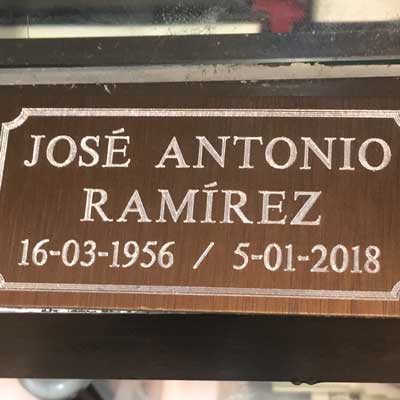 JOSÉ ANTONIO
RAMÍREZ
16-03-1956 / 5-01-2018